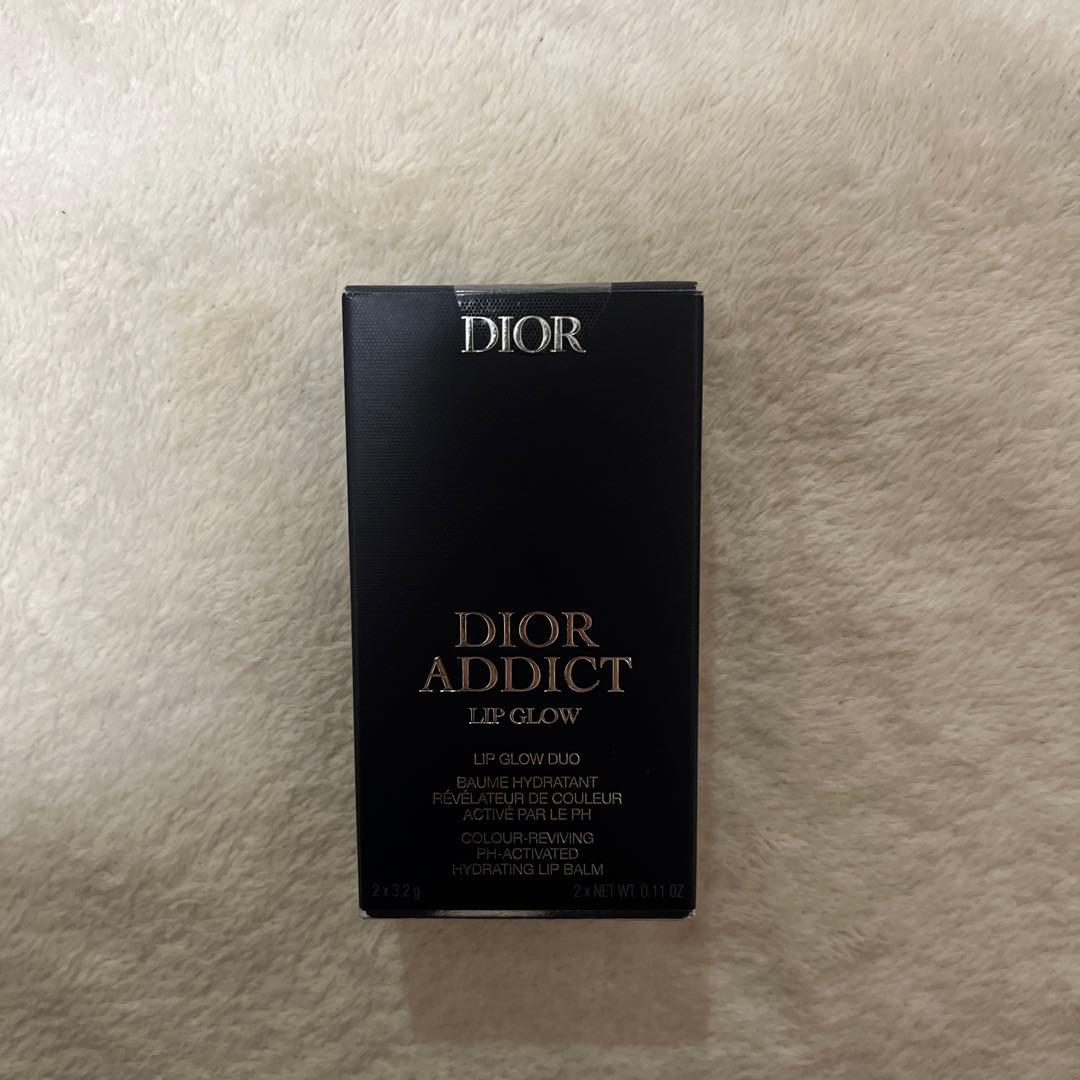 DIOR
DIOR
ADDICT
LIP GLOW
LIP GLOW DUO
BAUME HYDRATANT
RÉVÉLATEUR DE COULEUR
ACTIVÉ PAR LE PH
COLOUR-REVIVING
PH-ACTIVATED
HYDRATING LIP BALM
2 x 3.2 g 2 x NET WT. 0.11 OZ